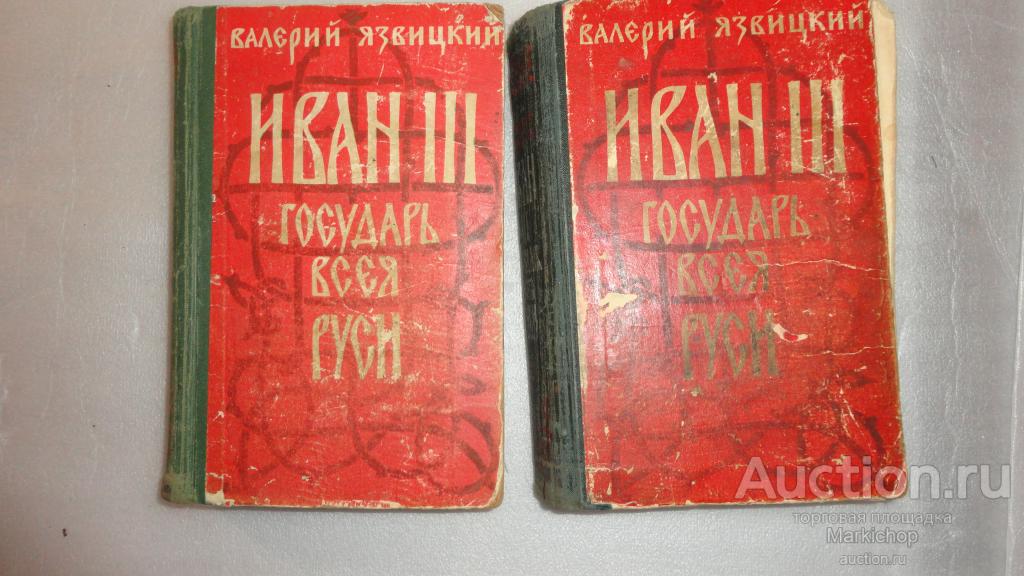 ВАЛЕРИЙ ЯЗВИЦКИЙ
ИВАН III
ГОСУДАРЬ
ВСЕЯ
РУСИ
ВАЛЕРИЙ ЯЗВИЦКИЙ
ИВАН III
ГОСУДАРЬ
ВСЕЯ
РУСИ
Auction.ru
торговая площадка
Markichop
auction.ru